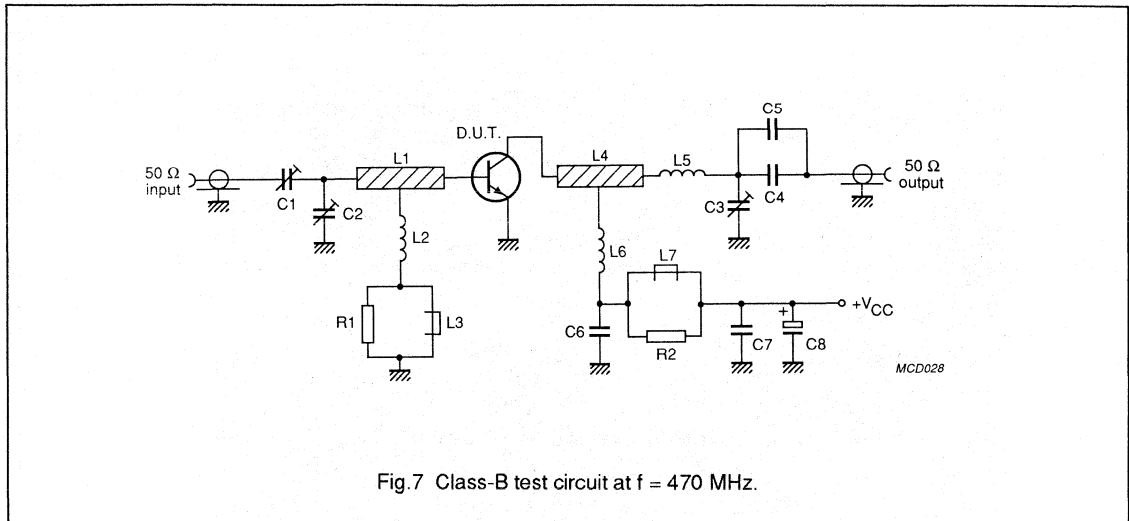 C5
D.U.T.
L1
L4
L5
50 Ω
input
50 Ω
output
C1
C2
C3
C4
L2
L6
L7
R1
L3
C6
R2
+
+VCC
C7
C8
MCD028
Fig.7 Class-B test circuit at f = 470 MHz.